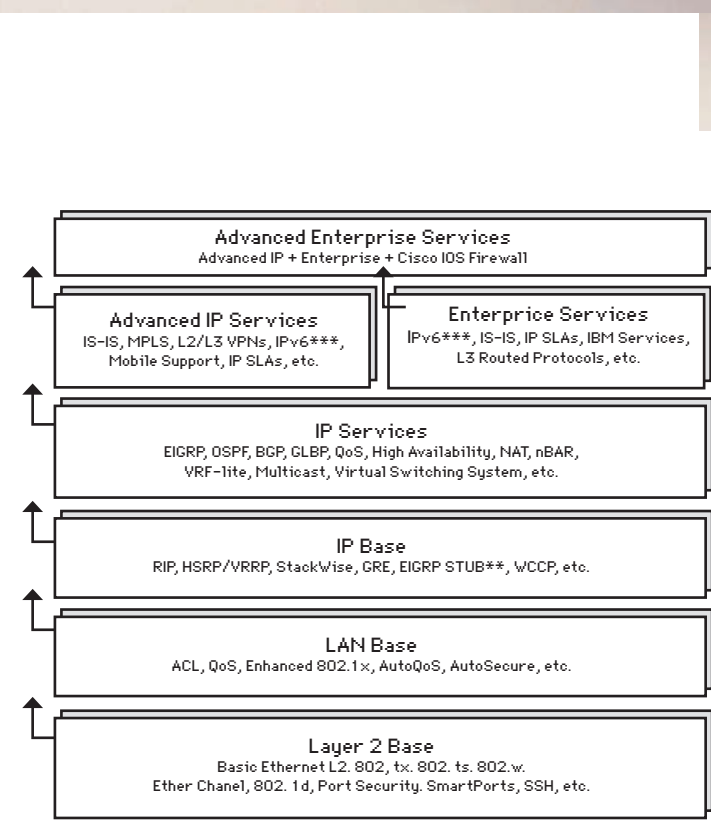 Advanced Enterprise Services
Advanced IP + Enterprise + Cisco IOS Firewall
Advanced IP Services
IS-IS, MPLS, L2/L3 VPNs, IPv6***,
Mobile Support, IP SLAs, etc.
Enterprice Services
IPv6***, IS-IS, IP SLAs, IBM Services,
L3 Routed Protocols, etc.
IP Services
EIGRP, OSPF, BGP, GLBP, QoS, High Availability, NAT, nBAR,
VRF-lite, Multicast, Virtual Switching System, etc.
IP Base
RIP, HSRP/VRRP, StackWise, GRE, EIGRP STUB**, WCCP, etc.
LAN Base
ACL, QoS, Enhanced 802.1x, AutoQoS, AutoSecure, etc.
Layer 2 Base
Basic Ethernet L2. 802, tx. 802. ts. 802.w.
Ether Chanel, 802. 1d, Port Security. SmartPorts, SSH, etc.